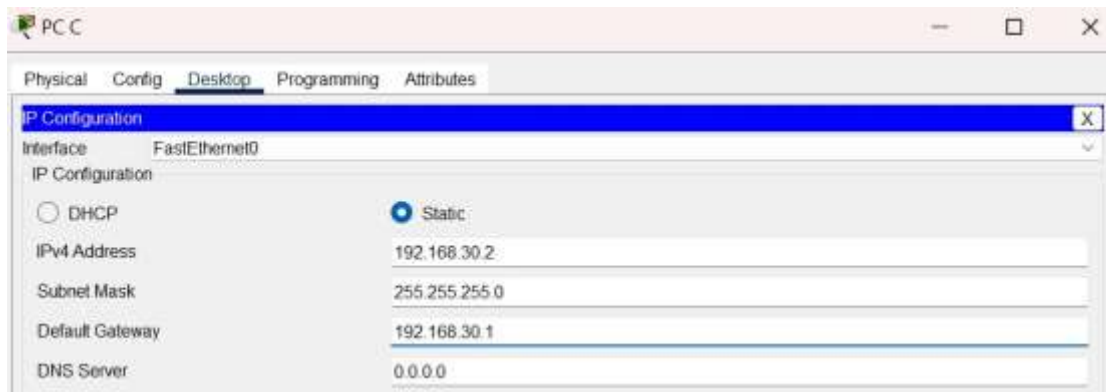 PC C
Physical Config Desktop Programming Attributes
IP Configuration X
Interface FastEthernet0
IP Configuration
DHCP Static
IPv4 Address 192.168.30.2
Subnet Mask 255.255.255.0
Default Gateway 192.168.30.1
DNS Server 0.0.0.0